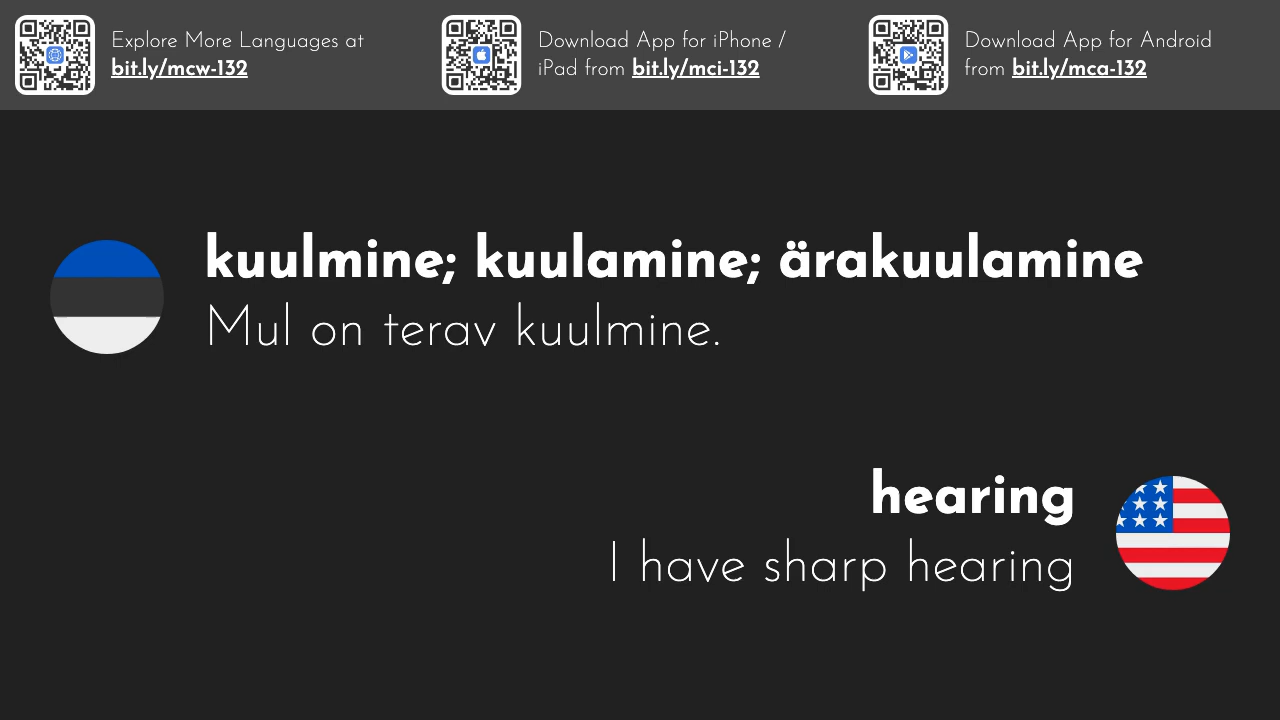 Explore More Languages at
bit.ly/mcw-132
Download App for iPhone /
iPad from bit.ly/mci-132
Download App for Android
from bit.ly/mca-132
kuulmine; kuulamine; ärakuulamine
Mul on terav kuulmine.
hearing
I have sharp hearing